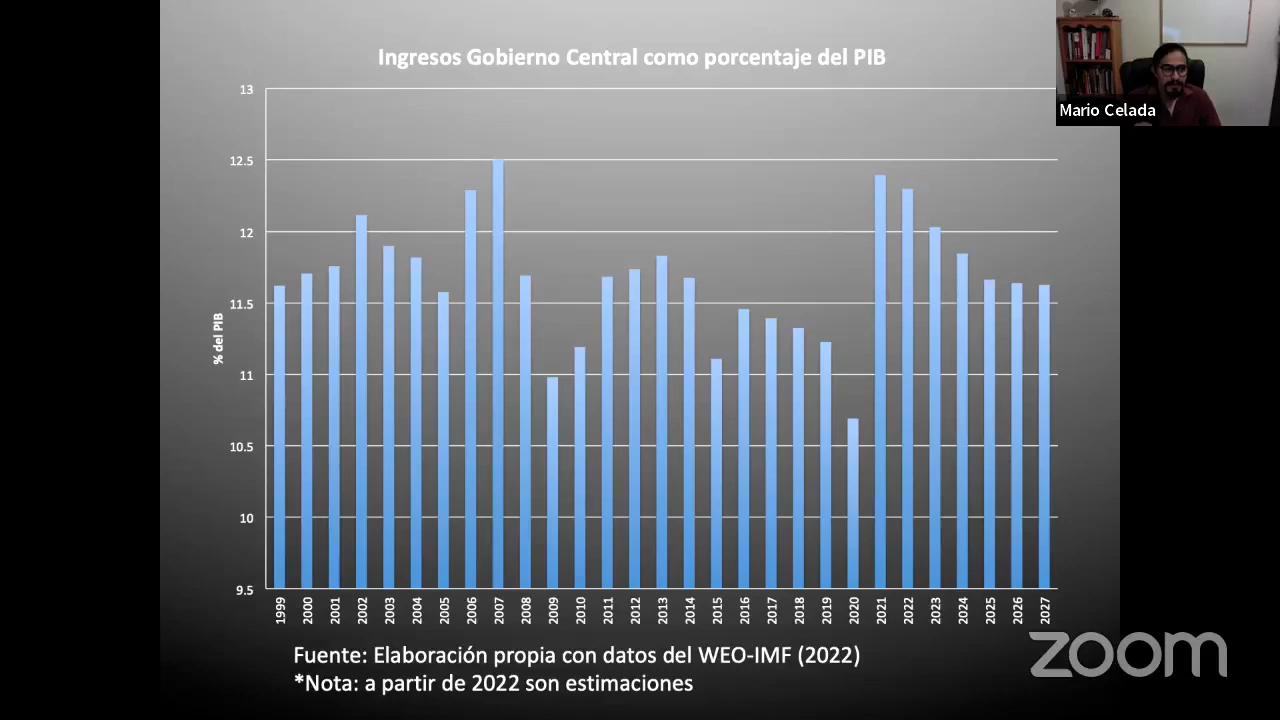 Ingresos Gobierno Central como porcentaje del PIB
Mario Celada
% del PIB
13
12.5
12
11.5
11
10.5
10
9.5
1999 2000 2001 2002 2003 2004 2005 2006 2007 2008 2009 2010 2011 2012 2013 2014 2015 2016 2017 2018 2019 2020 2021 2022 2023 2024 2025 2026 2027
Fuente: Elaboración propia con datos del WEO-IMF (2022)
*Nota: a partir de 2022 son estimaciones
zoom